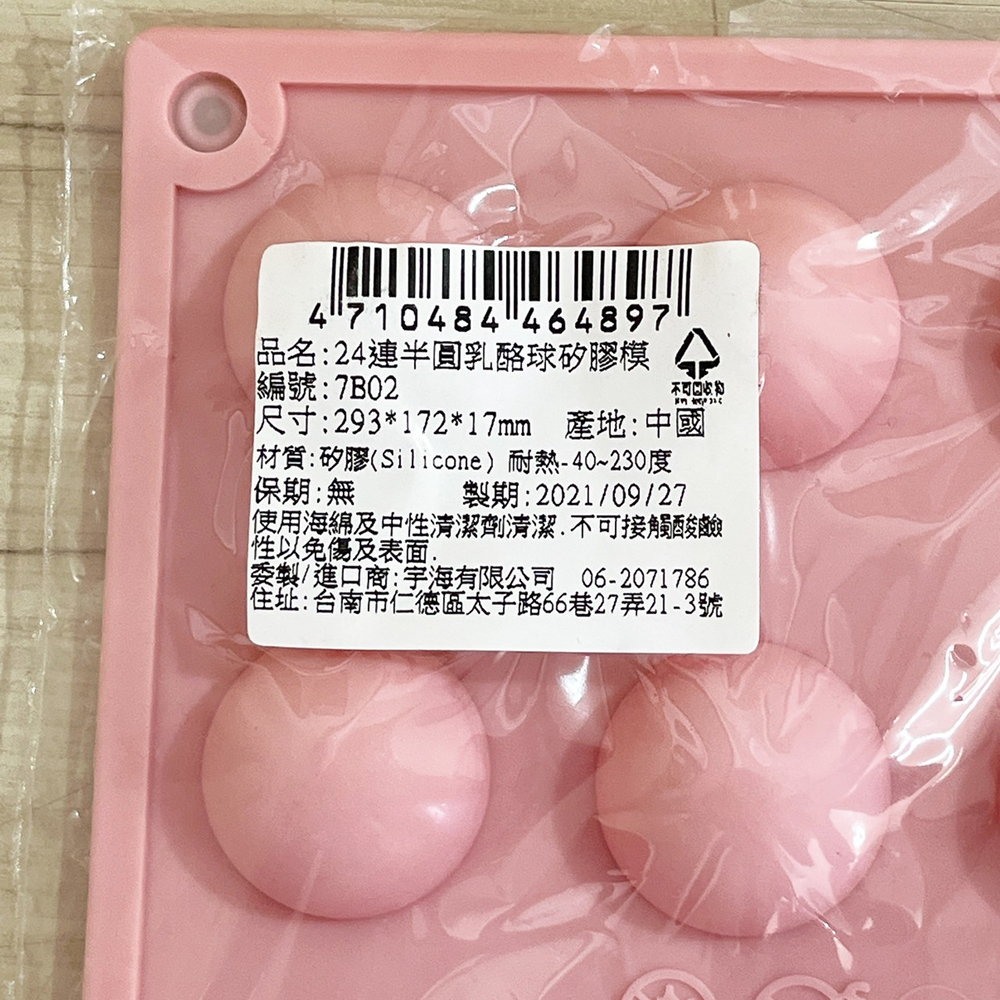 4 710484 464897
品名:24連半圓乳酪球矽膠模
編號:7B02
不可回收物
尺寸:293*172*17mm 產地:中國
材質:矽膠(Silicone) 耐熱-40~230度
保期:無 製期:2021/09/27
使用海綿及中性清潔劑清潔.不可接觸酸鹼
性以免傷及表面.
委製/進口商:宇海有限公司 06-2071786
住址:台南市仁德區太子路66巷27弄21-3號